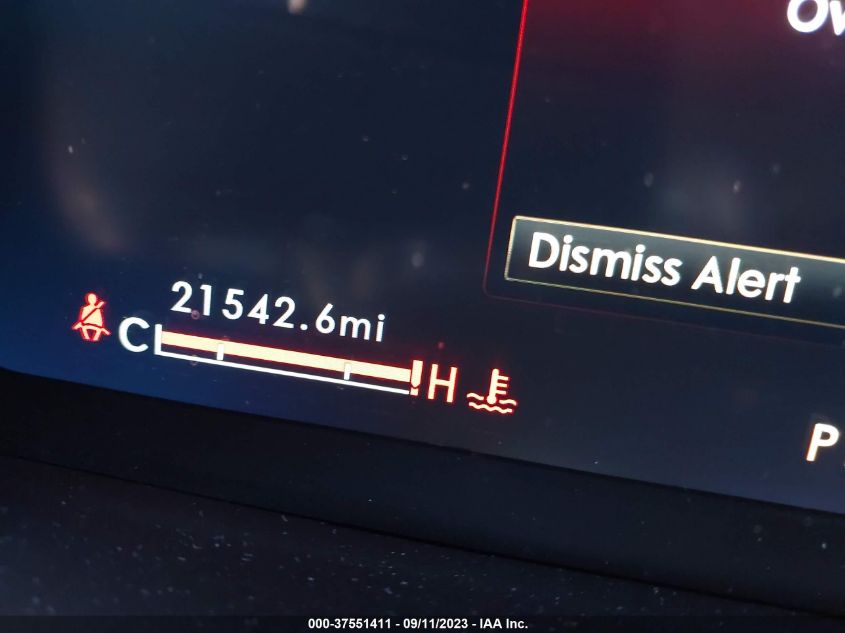 Dismiss Alert
21542.6mi
C H
P
000-37551411 - 09/11/2023 - IAA Inc.